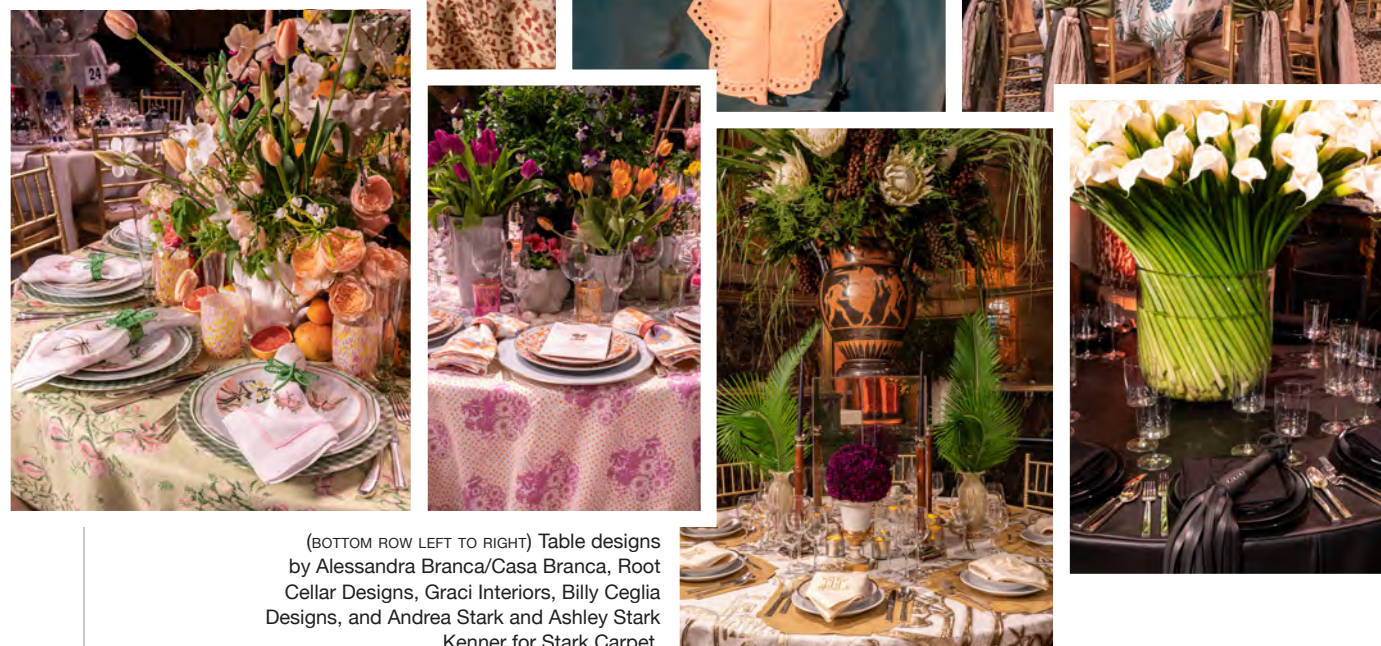 24
(BOTTOM ROW LEFT TO RIGHT) Table designs
by Alessandra Branca/Casa Branca, Root
Cellar Designs, Graci Interiors, Billy Ceglia
Designs, and Andrea Stark and Ashley Stark
Kenner for Stark Carpet.